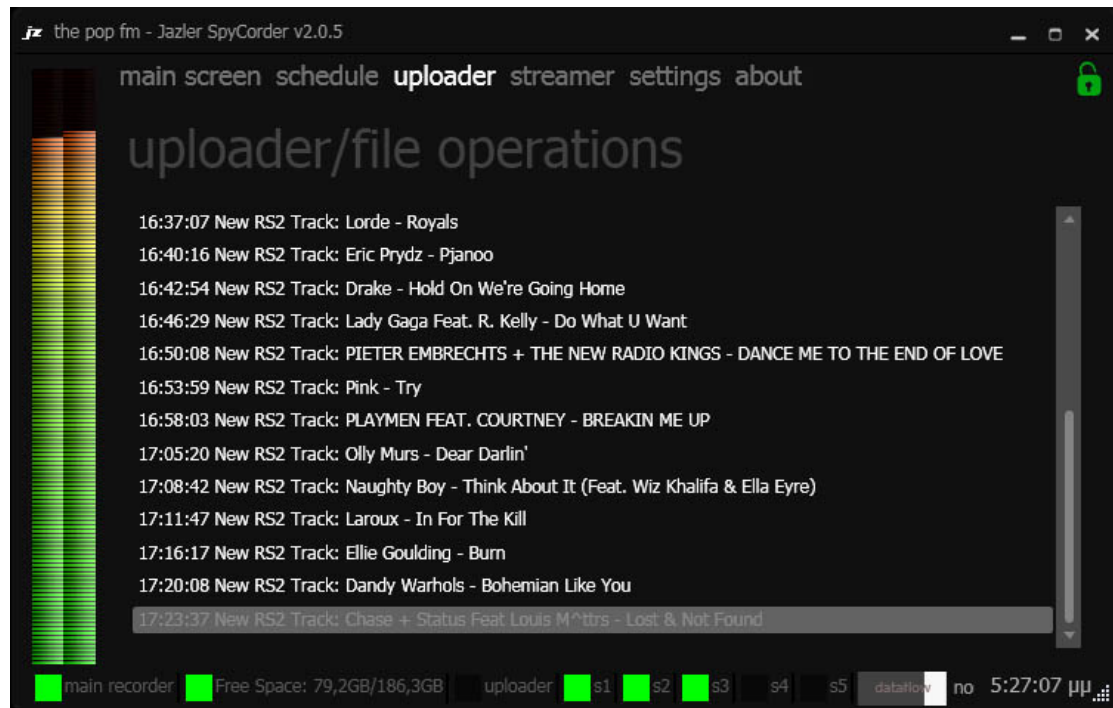 jz the pop fm - Jazler SpyCorder v2.0.5
main screen schedule uploader streamer settings about
uploader/file operations
16:37:07 New RS2 Track: Lorde - Royals
16:40:16 New RS2 Track: Eric Prydz - Pjanoo
16:42:54 New RS2 Track: Drake - Hold On We're Going Home
16:46:29 New RS2 Track: Lady Gaga Feat. R. Kelly - Do What U Want
16:50:08 New RS2 Track: PIETER EMBRECHTS + THE NEW RADIO KINGS - DANCE ME TO THE END OF LOVE
16:53:59 New RS2 Track: Pink - Try
16:58:03 New RS2 Track: PLAYMEN FEAT. COURTNEY - BREAKIN ME UP
17:05:20 New RS2 Track: Olly Murs - Dear Darlin'
17:08:42 New RS2 Track: Naughty Boy - Think About It (Feat. Wiz Khalifa & Ella Eyre)
17:11:47 New RS2 Track: Laroux - In For The Kill
17:16:17 New RS2 Track: Ellie Goulding - Burn
17:20:08 New RS2 Track: Dandy Warhols - Bohemian Like You
17:23:37 New RS2 Track: Chase + Status Feat Louis M^ttrs - Lost & Not Found
main recorder Free Space: 79,2GB/186,3GB uploader s1 s2 s3 s4 s5 dataflow no 5:27:07 μμ